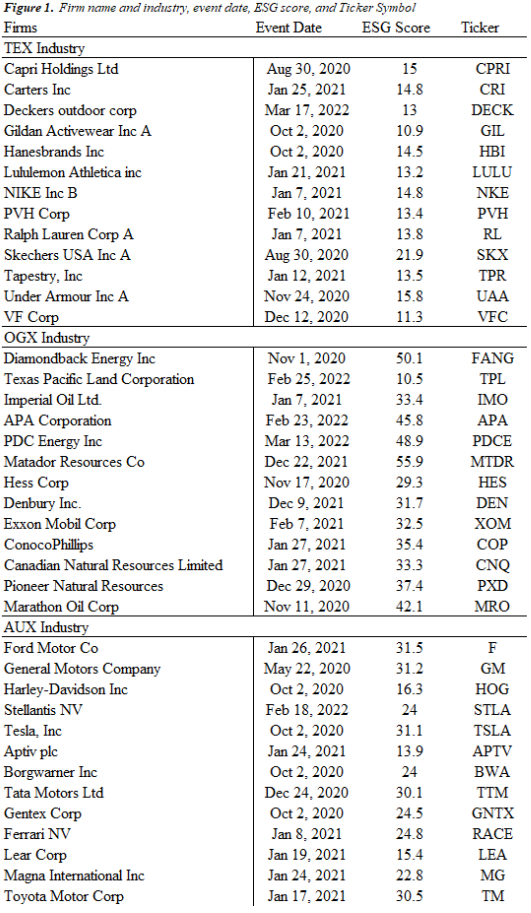 Figure 1. Firm name and industry, event date, ESG score, and Ticker Symbol
Firms Event Date ESG Score Ticker
TEX Industry
Capri Holdings Ltd Aug 30, 2020 15 CPRI
Carters Inc Jan 25, 2021 14.8 CRI
Deckers outdoor corp Mar 17, 2022 13 DECK
Gildan Activewear Inc A Oct 2, 2020 10.9 GIL
Hanesbrands Inc Oct 2, 2020 14.5 HBI
Lululemon Athletica inc Jan 21, 2021 13.2 LULU
NIKE Inc B Jan 7, 2021 14.8 NKE
PVH Corp Feb 10, 2021 13.4 PVH
Ralph Lauren Corp A Jan 7, 2021 13.8 RL
Skechers USA Inc A Aug 30, 2020 21.9 SKX
Tapestry, Inc Jan 12, 2021 13.5 TPR
Under Armour Inc A Nov 24, 2020 15.8 UAA
VF Corp Dec 12, 2020 11.3 VFC
OGX Industry
Diamondback Energy Inc Nov 1, 2020 50.1 FANG
Texas Pacific Land Corporation Feb 25, 2022 10.5 TPL
Imperial Oil Ltd. Jan 7, 2021 33.4 IMO
APA Corporation Feb 23, 2022 45.8 APA
PDC Energy Inc Mar 13, 2022 48.9 PDCE
Matador Resources Co Dec 22, 2021 55.9 MTDR
Hess Corp Nov 17, 2020 29.3 HES
Denbury Inc. Dec 9, 2021 31.7 DEN
Exxon Mobil Corp Feb 7, 2021 32.5 XOM
ConocoPhillips Jan 27, 2021 35.4 COP
Canadian Natural Resources Limited Jan 27, 2021 33.3 CNQ
Pioneer Natural Resources Dec 29, 2020 37.4 PXD
Marathon Oil Corp Nov 11, 2020 42.1 MRO
AUX Industry
Ford Motor Co Jan 26, 2021 31.5 F
General Motors Company May 22, 2020 31.2 GM
Harley-Davidson Inc Oct 2, 2020 16.3 HOG
Stellantis NV Feb 18, 2022 24 STLA
Tesla, Inc Oct 2, 2020 31.1 TSLA
Aptiv plc Jan 24, 2021 13.9 APTV
Borgwarner Inc Oct 2, 2020 24 BWA
Tata Motors Ltd Dec 24, 2020 30.1 TTM
Gentex Corp Oct 2, 2020 24.5 GNTX
Ferrari NV Jan 8, 2021 24.8 RACE
Lear Corp Jan 19, 2021 15.4 LEA
Magna International Inc Jan 24, 2021 22.8 MG
Toyota Motor Corp Jan 17, 2021 30.5 TM